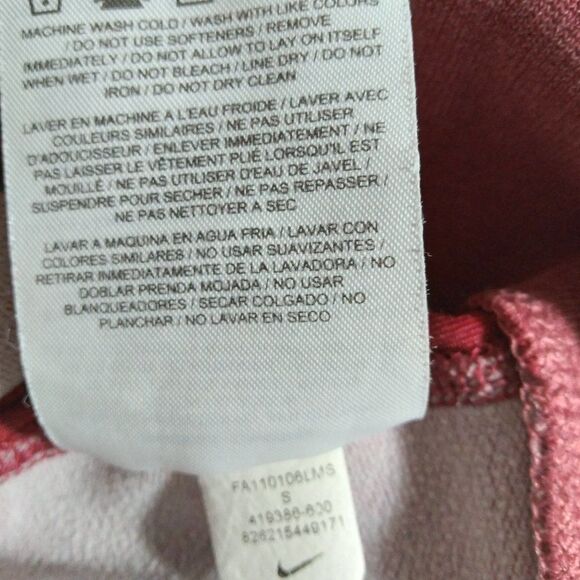 MACHINE WASH COLD / WASH WITH LIKE COLORS
/ DO NOT USE SOFTENERS / REMOVE
IMMEDIATELY / DO NOT ALLOW TO LAY ON ITSELF
WHEN WET / DO NOT BLEACH / LINE DRY / DO NOT
IRON / DO NOT DRY CLEAN
LAVER EN MACHINE A L'EAU FROIDE / LAVER AVEC
COULEURS SIMILAIRES / NE PAS UTILISER
D'ADOUCISSEUR / ENLEVER IMMEDIATEMENT / NE
PAS LAISSER LE VÊTEMENT PLIÉ LORSQU'IL EST
MOUILLÉ / NE PAS UTILISER D'EAU DE JAVEL /
SUSPENDRE POUR SECHER / NE PAS REPASSER /
NE PAS NETTOYER A SEC
LAVAR A MAQUINA EN AGUA FRIA / LAVAR CON
COLORES SIMILARES / NO USAR SUAVIZANTES /
RETIRAR INMEDIATAMENTE DE LA LAVADORA / NO
DOBLAR PRENDA MOJADA / NO USAR
BLANQUEADORES / SECAR COLGADO / NO
PLANCHAR / NO LAVAR EN SECO
FA110106LMS
S
419386-600
826215449171